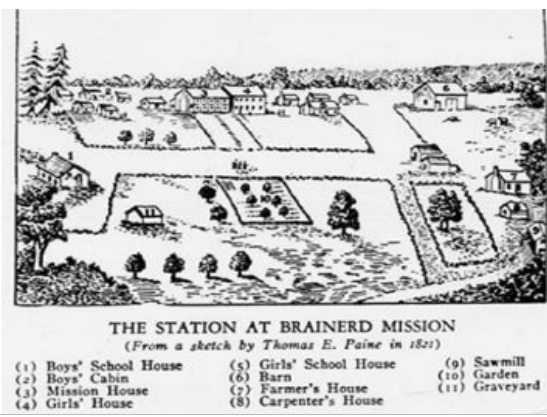 THE STATION AT BRAINERD MISSION
(From a sketch by Thomas E. Paine in 1821)
(1) Boys' School House
(2) Boys' Cabin
(3) Mission House
(4) Girls' House
(5) Girls' School House
(6) Barn
(7) Farmer's House
(8) Carpenter's House
(9) Sawmill
(10) Garden
(11) Graveyard